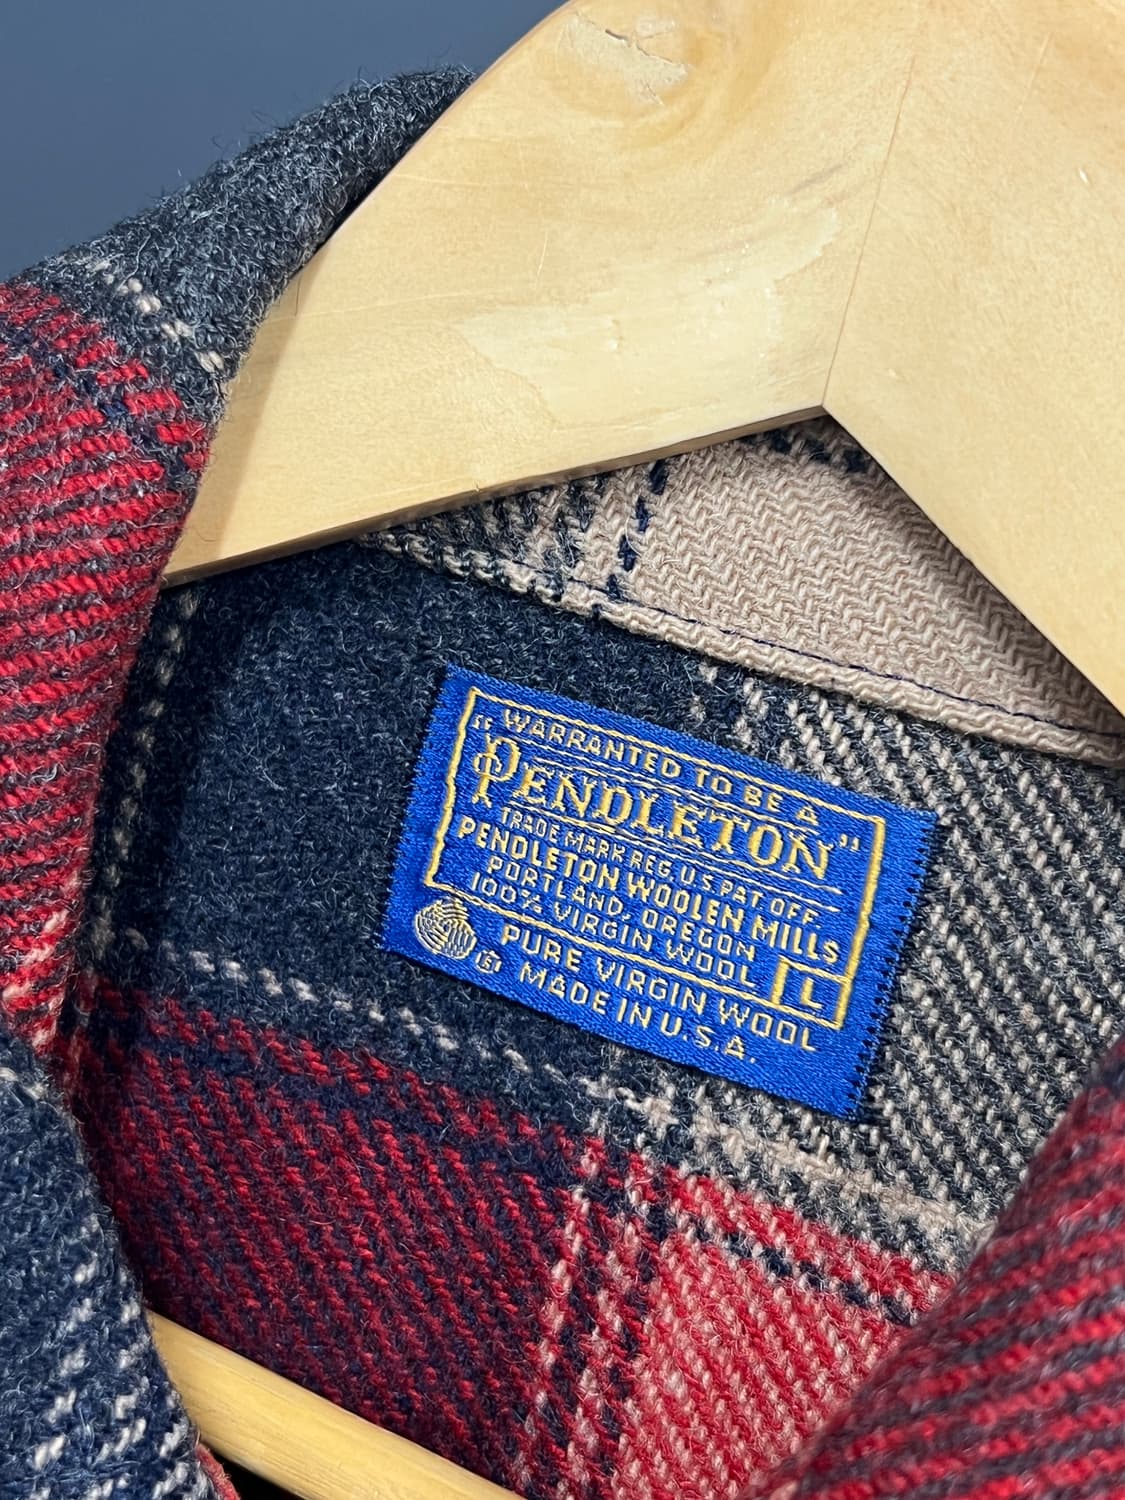 "WARRANTED TO BE A
PENDLETON"
TRADE MARK REG. U.S. PAT OFF.
PENDLETON WOOLEN MILLS
PORTLAND, OREGON
100% VIRGIN WOOL
L
PURE VIRGIN WOOL
MADE IN U.S.A.